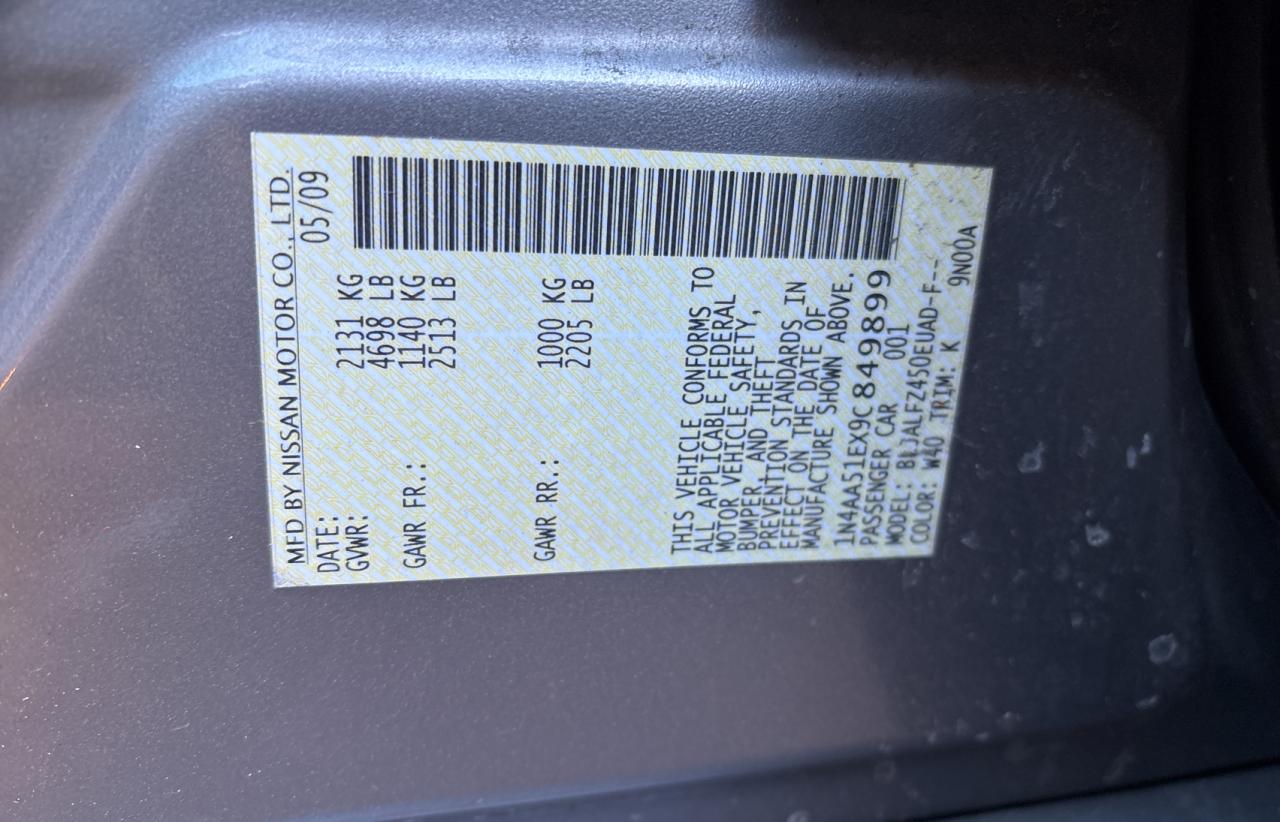 MFD BY NISSAN MOTOR CO., LTD.
DATE: 05/09
GVWR: 2131 KG
4698 LB
GAWR FR.: 1140 KG
2513 LB
GAWR RR.: 1000 KG
2205 LB
THIS VEHICLE CONFORMS TO
ALL APPLICABLE FEDERAL
MOTOR VEHICLE SAFETY,
BUMPER, AND THEFT
PREVENTION STANDARDS IN
EFFECT ON THE DATE OF
MANUFACTURE SHOWN ABOVE.
1N4AA51EX9C849899
PASSENGER CAR 001
MODEL: BLJALFZ450EUAD-F--
COLOR: W40 TRIM: K 9N00A